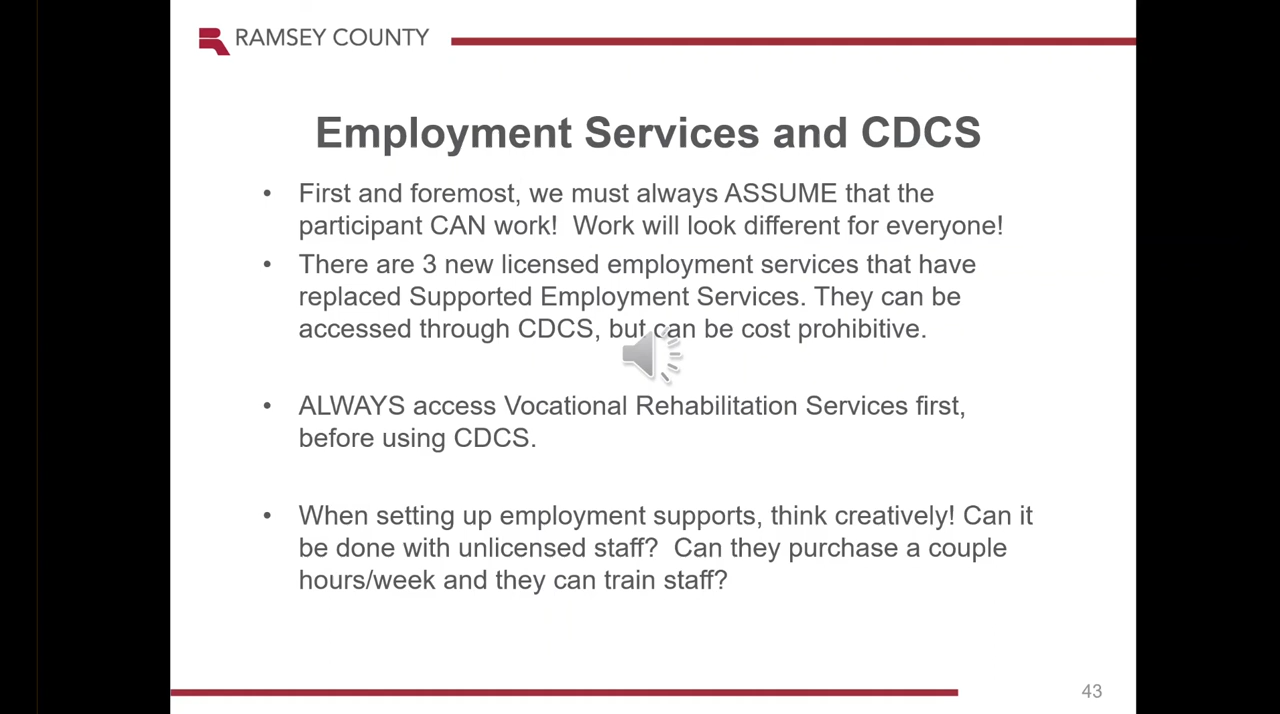 RAMSEY COUNTY
Employment Services and CDCS
• First and foremost, we must always ASSUME that the
participant CAN work!  Work will look different for everyone!
• There are 3 new licensed employment services that have
replaced Supported Employment Services. They can be
accessed through CDCS, but can be cost prohibitive.
• ALWAYS access Vocational Rehabilitation Services first,
before using CDCS.
• When setting up employment supports, think creatively! Can it
be done with unlicensed staff?  Can they purchase a couple
hours/week and they can train staff?
43